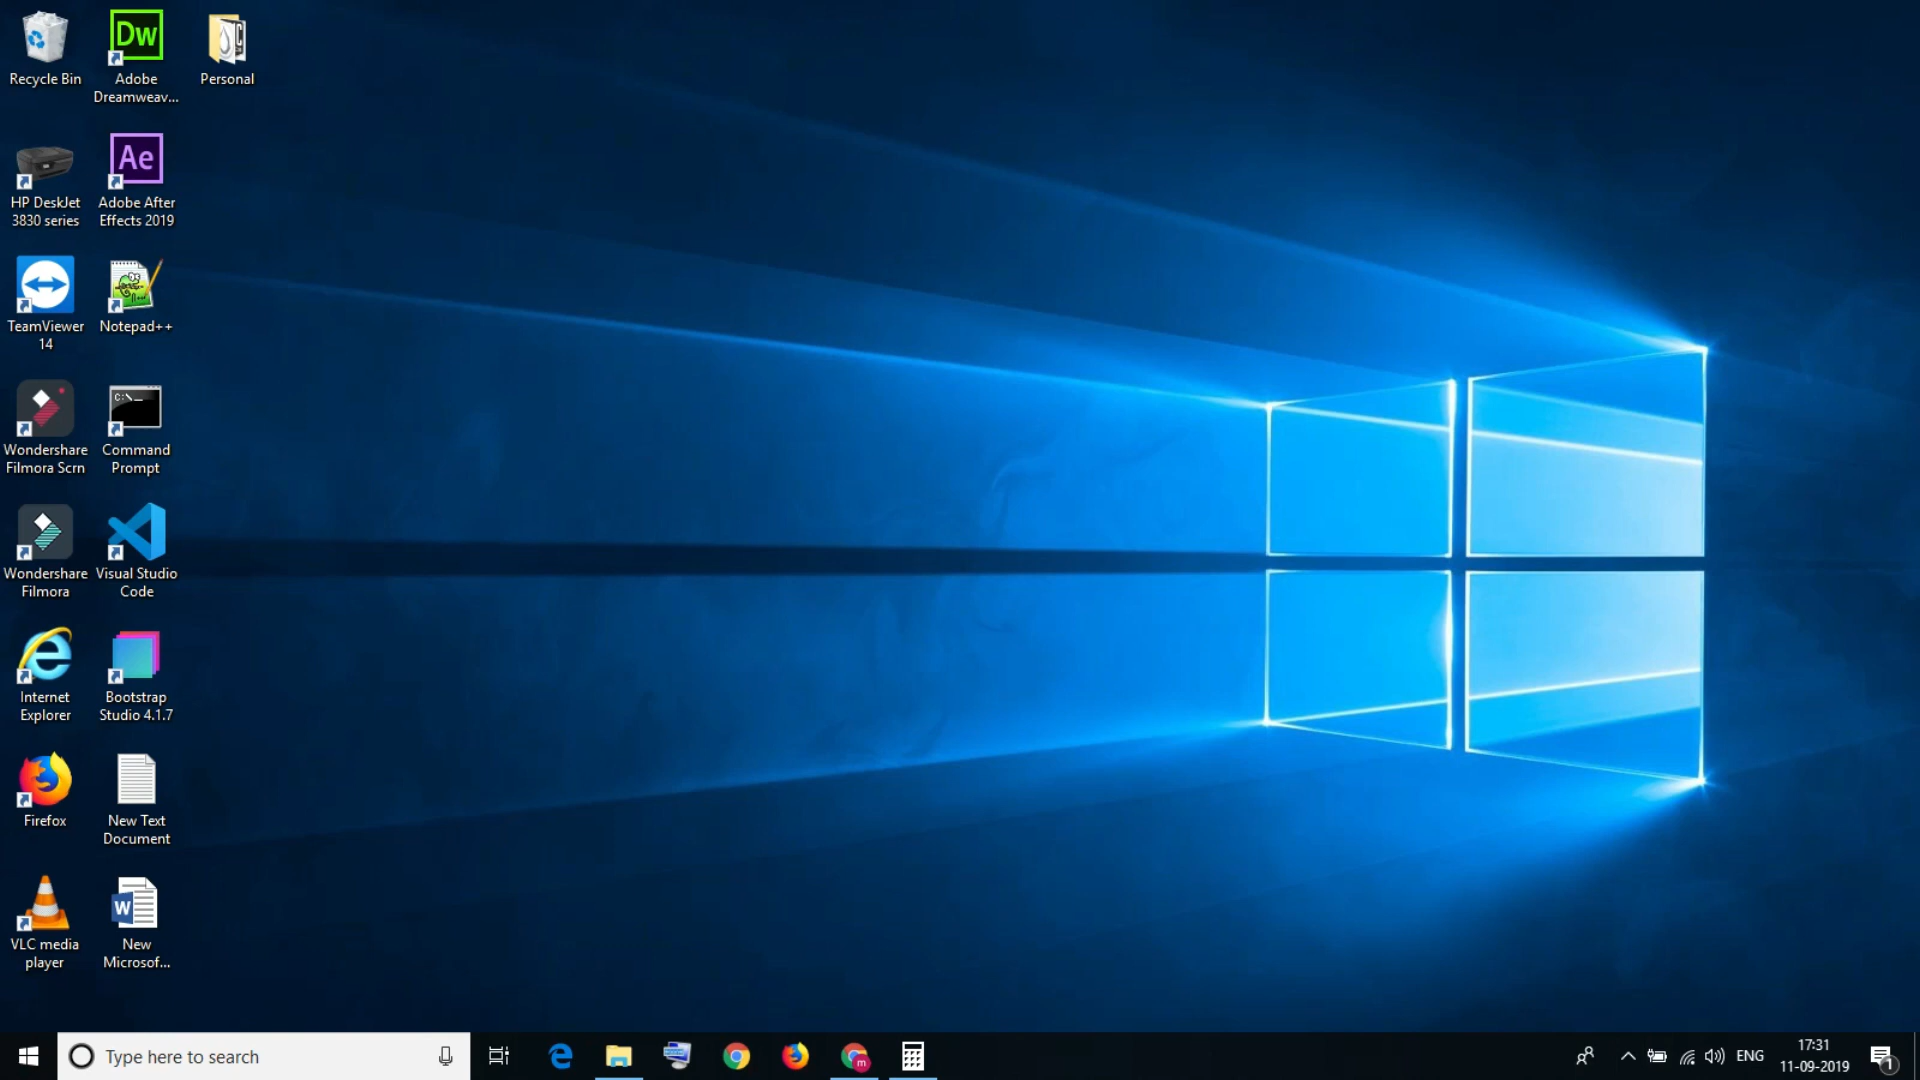 Recycle Bin
Dw
Adobe
Dreamweav...
Personal
HP DeskJet
3830 series
Ae
Adobe After
Effects 2019
TeamViewer
14
Notepad++
Wondershare
Filmora Scrn
C:\_
Command
Prompt
Wondershare
Filmora
Visual Studio
Code
Internet
Explorer
Bootstrap
Studio 4.1.7
Firefox
New Text
Document
VLC media
player
W
New
Microsof...
Type here to search
m
ENG
17:31
11-09-2019
1